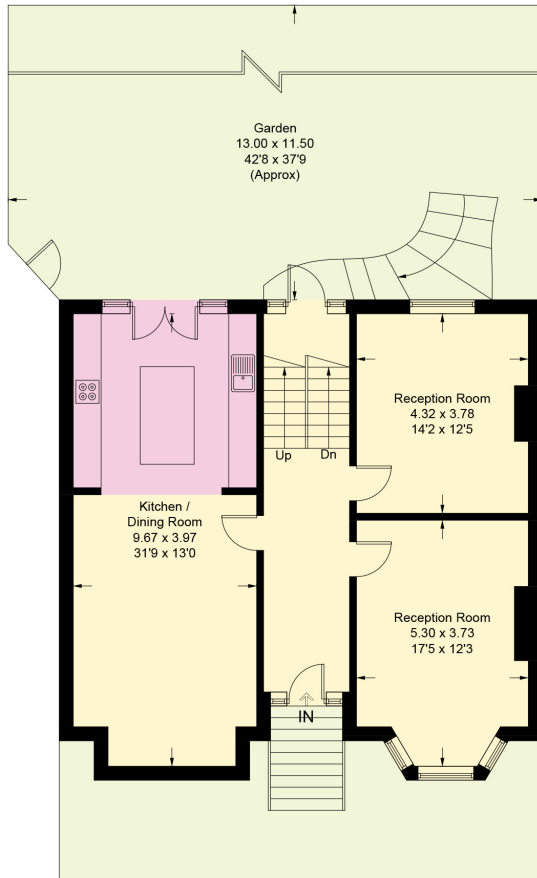 Garden
13.00 x 11.50
42'8 x 37'9
(Approx)
Reception Room
4.32 x 3.78
14'2 x 12'5
Up
Dn
Kitchen /
Dining Room
9.67 x 3.97
31'9 x 13'0
Reception Room
5.30 x 3.73
17'5 x 12'3
IN